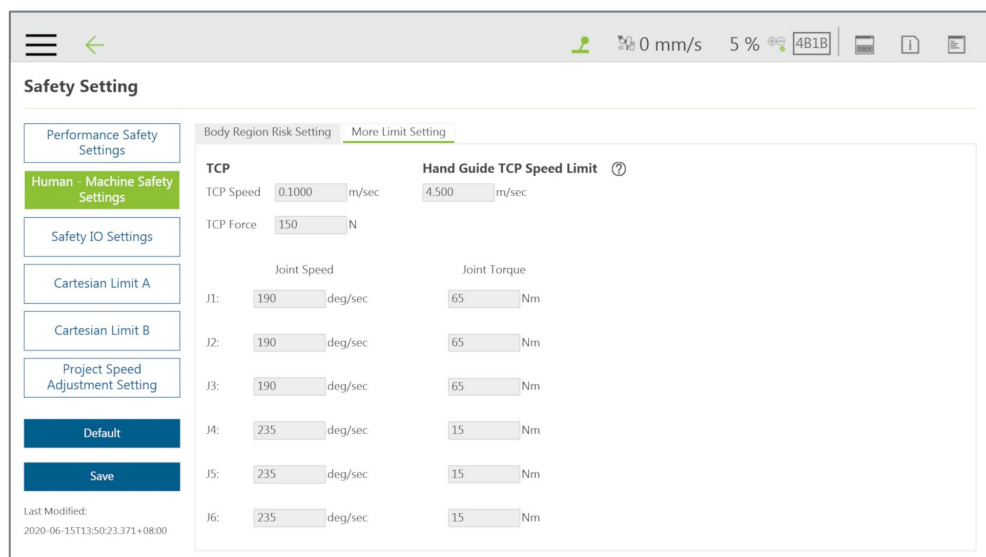 0 mm/s 5 % 4B1B
Safety Setting
Performance Safety
Settings
Human - Machine Safety
Settings
Safety IO Settings
Cartesian Limit A
Cartesian Limit B
Project Speed
Adjustment Setting
Default
Save
Last Modified:
2020-06-15T13:50:23.371+08:00
Body Region Risk Setting More Limit Setting
TCP Hand Guide TCP Speed Limit ?
TCP Speed 0.1000 m/sec 4.500 m/sec
TCP Force 150 N
Joint Speed Joint Torque
J1: 190 deg/sec 65 Nm
J2: 190 deg/sec 65 Nm
J3: 190 deg/sec 65 Nm
J4: 235 deg/sec 15 Nm
J5: 235 deg/sec 15 Nm
J6: 235 deg/sec 15 Nm